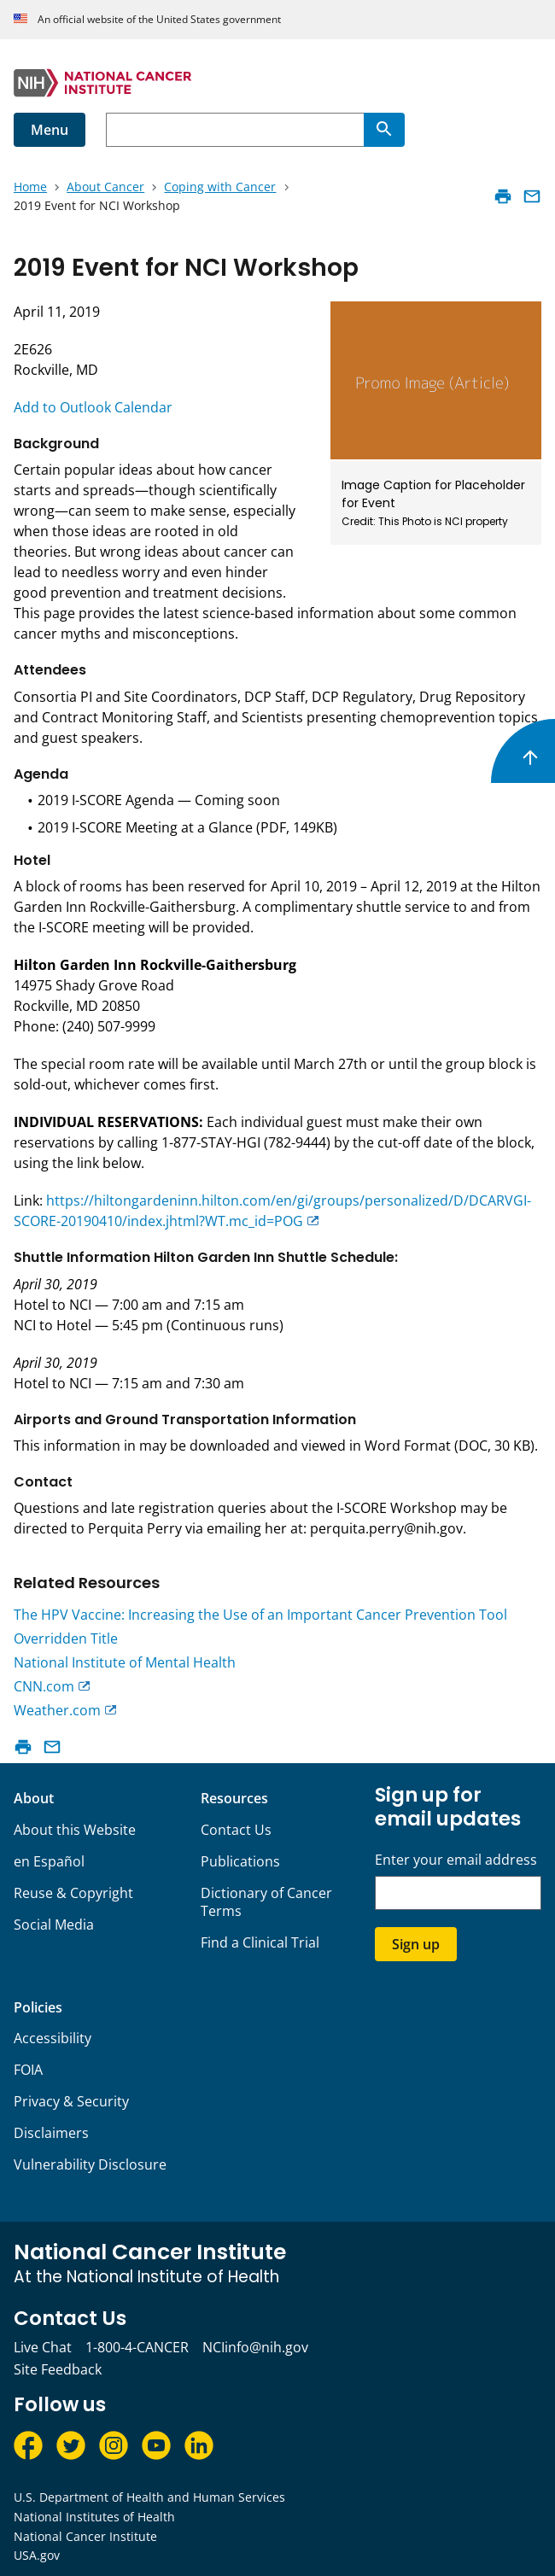 An official website of the United States government
NIH NATIONAL CANCER
INSTITUTE
Menu
Home > About Cancer > Coping with Cancer >
2019 Event for NCI Workshop
2019 Event for NCI Workshop
April 11, 2019
2E626
Rockville, MD
Add to Outlook Calendar
Promo Image (Article)
Image Caption for Placeholder
for Event
Credit: This Photo is NCI property
Background
Certain popular ideas about how cancer
starts and spreads—though scientifically
wrong—can seem to make sense, especially
when those ideas are rooted in old
theories. But wrong ideas about cancer can
lead to needless worry and even hinder
good prevention and treatment decisions.
This page provides the latest science-based information about some common
cancer myths and misconceptions.
Attendees
Consortia PI and Site Coordinators, DCP Staff, DCP Regulatory, Drug Repository
and Contract Monitoring Staff, and Scientists presenting chemoprevention topics
and guest speakers.
Agenda
• 2019 I-SCORE Agenda — Coming soon
• 2019 I-SCORE Meeting at a Glance (PDF, 149KB)
Hotel
A block of rooms has been reserved for April 10, 2019 – April 12, 2019 at the Hilton
Garden Inn Rockville-Gaithersburg. A complimentary shuttle service to and from
the I-SCORE meeting will be provided.
Hilton Garden Inn Rockville-Gaithersburg
14975 Shady Grove Road
Rockville, MD 20850
Phone: (240) 507-9999
The special room rate will be available until March 27th or until the group block is
sold-out, whichever comes first.
INDIVIDUAL RESERVATIONS: Each individual guest must make their own
reservations by calling 1-877-STAY-HGI (782-9444) by the cut-off date of the block,
using the link below.
Link: https://hiltongardeninn.hilton.com/en/gi/groups/personalized/D/DCARVGI-
SCORE-20190410/index.jhtml?WT.mc_id=POG
Shuttle Information Hilton Garden Inn Shuttle Schedule:
April 30, 2019
Hotel to NCI — 7:00 am and 7:15 am
NCI to Hotel — 5:45 pm (Continuous runs)
April 30, 2019
Hotel to NCI — 7:15 am and 7:30 am
Airports and Ground Transportation Information
This information in may be downloaded and viewed in Word Format (DOC, 30 KB).
Contact
Questions and late registration queries about the I-SCORE Workshop may be
directed to Perquita Perry via emailing her at: perquita.perry@nih.gov.
Related Resources
The HPV Vaccine: Increasing the Use of an Important Cancer Prevention Tool
Overridden Title
National Institute of Mental Health
CNN.com
Weather.com
About
About this Website
en Español
Reuse & Copyright
Social Media
Resources
Contact Us
Publications
Dictionary of Cancer
Terms
Find a Clinical Trial
Sign up for
email updates
Enter your email address
Sign up
Policies
Accessibility
FOIA
Privacy & Security
Disclaimers
Vulnerability Disclosure
National Cancer Institute
At the National Institute of Health
Contact Us
Live Chat 1-800-4-CANCER NCIinfo@nih.gov
Site Feedback
Follow us
U.S. Department of Health and Human Services
National Institutes of Health
National Cancer Institute
USA.gov